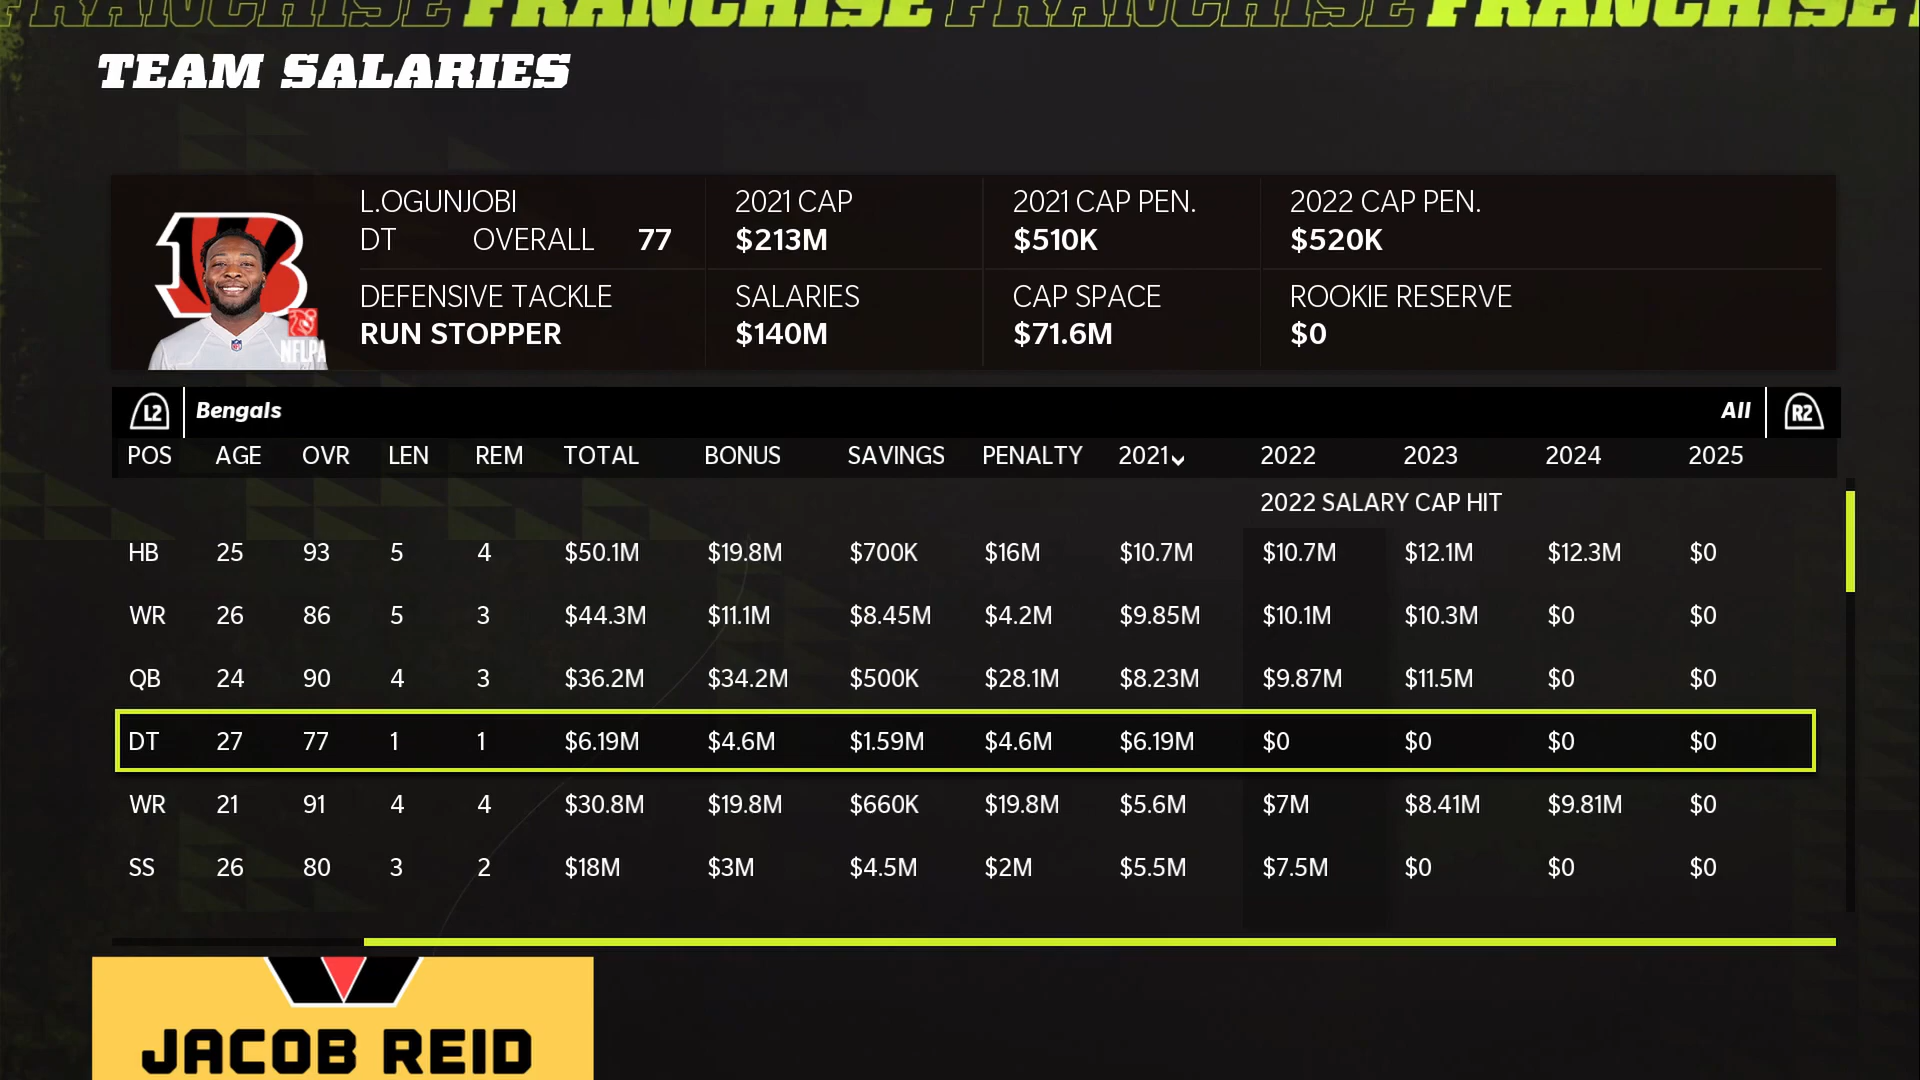 FRANCHISE FRANCHISE FRANCHISE FRANCHISE
TEAM SALARIES
L.OGUNJOBI
DT OVERALL 77
DEFENSIVE TACKLE
RUN STOPPER
2021 CAP
$213M
SALARIES
$140M
2021 CAP PEN.
$510K
CAP SPACE
$71.6M
2022 CAP PEN.
$520K
ROOKIE RESERVE
$0
NFLPA
L2 Bengals All R2
POS AGE OVR LEN REM TOTAL BONUS SAVINGS PENALTY 2021 2022 2023 2024 2025
2022 SALARY CAP HIT
HB 25 93 5 4 $50.1M $19.8M $700K $16M $10.7M $10.7M $12.1M $12.3M $0
WR 26 86 5 3 $44.3M $11.1M $8.45M $4.2M $9.85M $10.1M $10.3M $0 $0
QB 24 90 4 3 $36.2M $34.2M $500K $28.1M $8.23M $9.87M $11.5M $0 $0
DT 27 77 1 1 $6.19M $4.6M $1.59M $4.6M $6.19M $0 $0 $0 $0
WR 21 91 4 4 $30.8M $19.8M $660K $19.8M $5.6M $7M $8.41M $9.81M $0
SS 26 80 3 2 $18M $3M $4.5M $2M $5.5M $7.5M $0 $0 $0
JACOB REID